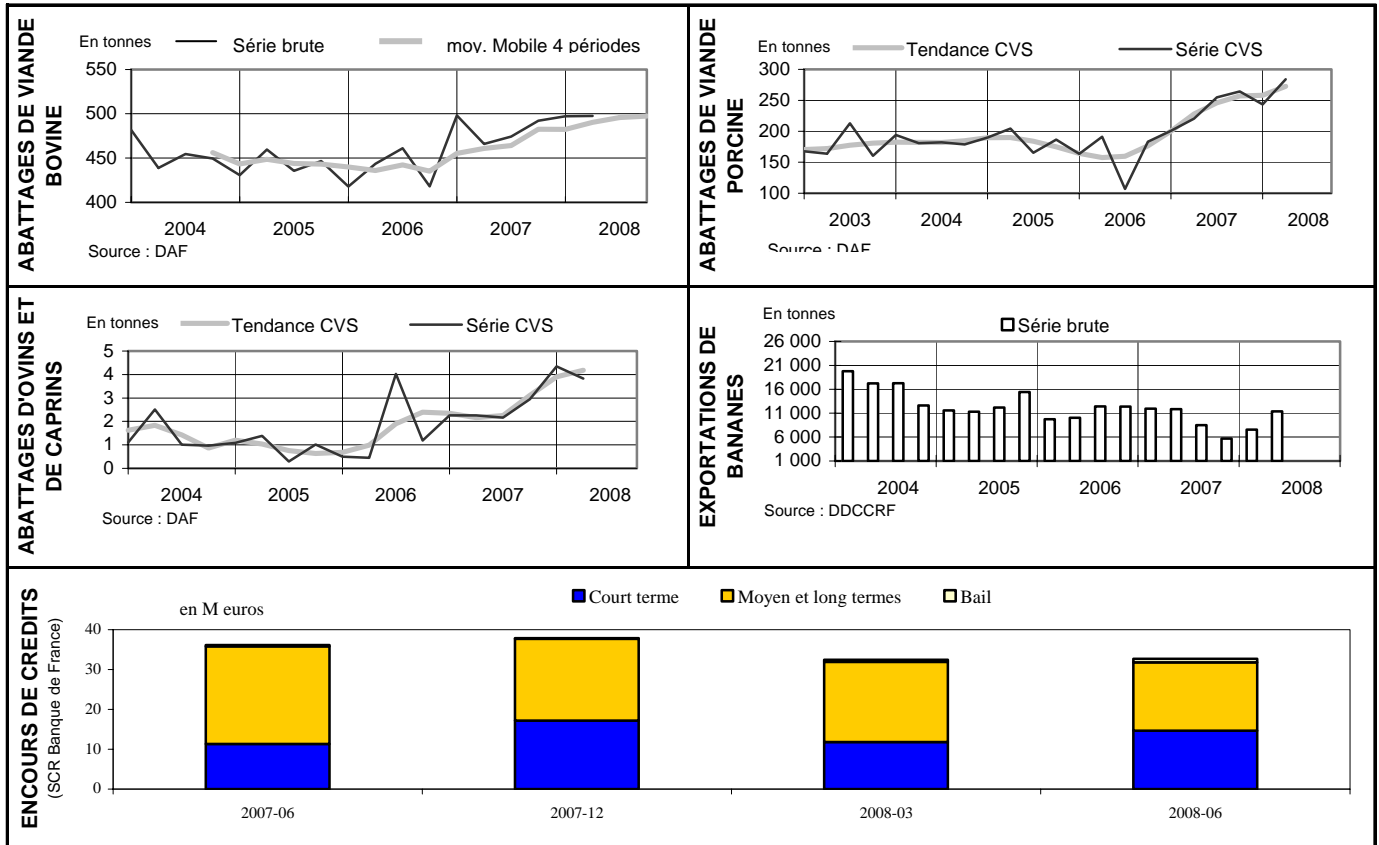 ABATTAGES DE VIANDE
BOVINE
En tonnes
Série brute
moy. Mobile 4 périodes
550
500
450
400
2004
2005
2006
2007
2008
Source : DAF
ABATTAGES DE VIANDE
PORCINE
En tonnes
Tendance CVS
Série CVS
300
250
200
150
100
2003
2004
2005
2006
2007
2008
Source : DAF
ABATTAGES D'OVINS ET
DE CAPRINS
En tonnes
Tendance CVS
Série CVS
5
4
3
2
1
0
2004
2005
2006
2007
2008
Source : DAF
EXPORTATIONS DE
BANANES
En tonnes
Série brute
26 000
21 000
16 000
11 000
6 000
1 000
2004
2005
2006
2007
2008
Source : DDCCRF
ENCOURS DE CREDITS
(SCR Banque de France)
en M euros
Court terme
Moyen et long termes
Bail
40
30
20
10
0
2007-06
2007-12
2008-03
2008-06